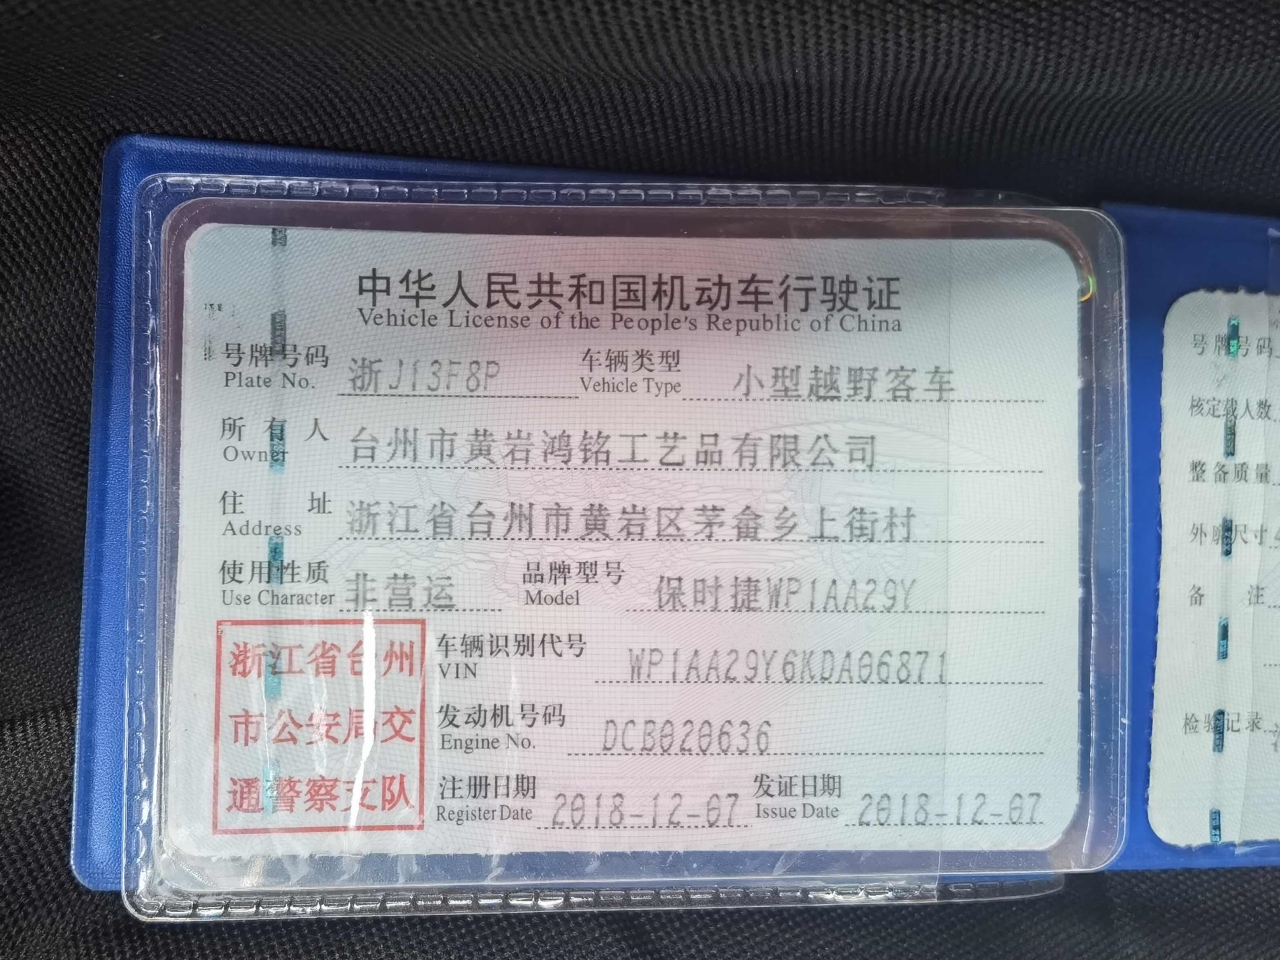 中华人民共和国机动车行驶证
Vehicle License of the People's Republic of China
号牌号码 浙J13F8P 车辆类型 小型越野客车
Plate No. Vehicle Type
所有人 台州市黄岩鸿铭工艺品有限公司
Owner
住址 浙江省台州市黄岩区茅畲乡上街村
Address
使用性质 非营运 品牌型号 保时捷WP1AA29Y
Use Character Model
车辆识别代号 WP1AA29Y6KDA06871
VIN
发动机号码 DCB020636
Engine No.
注册日期 2018-12-07 发证日期 2018-12-07
Register Date Issue Date
浙江省台州
市公安局交
通警察支队
号牌号码
核定载人数
整备质量
外廓尺寸
备注
检验记录